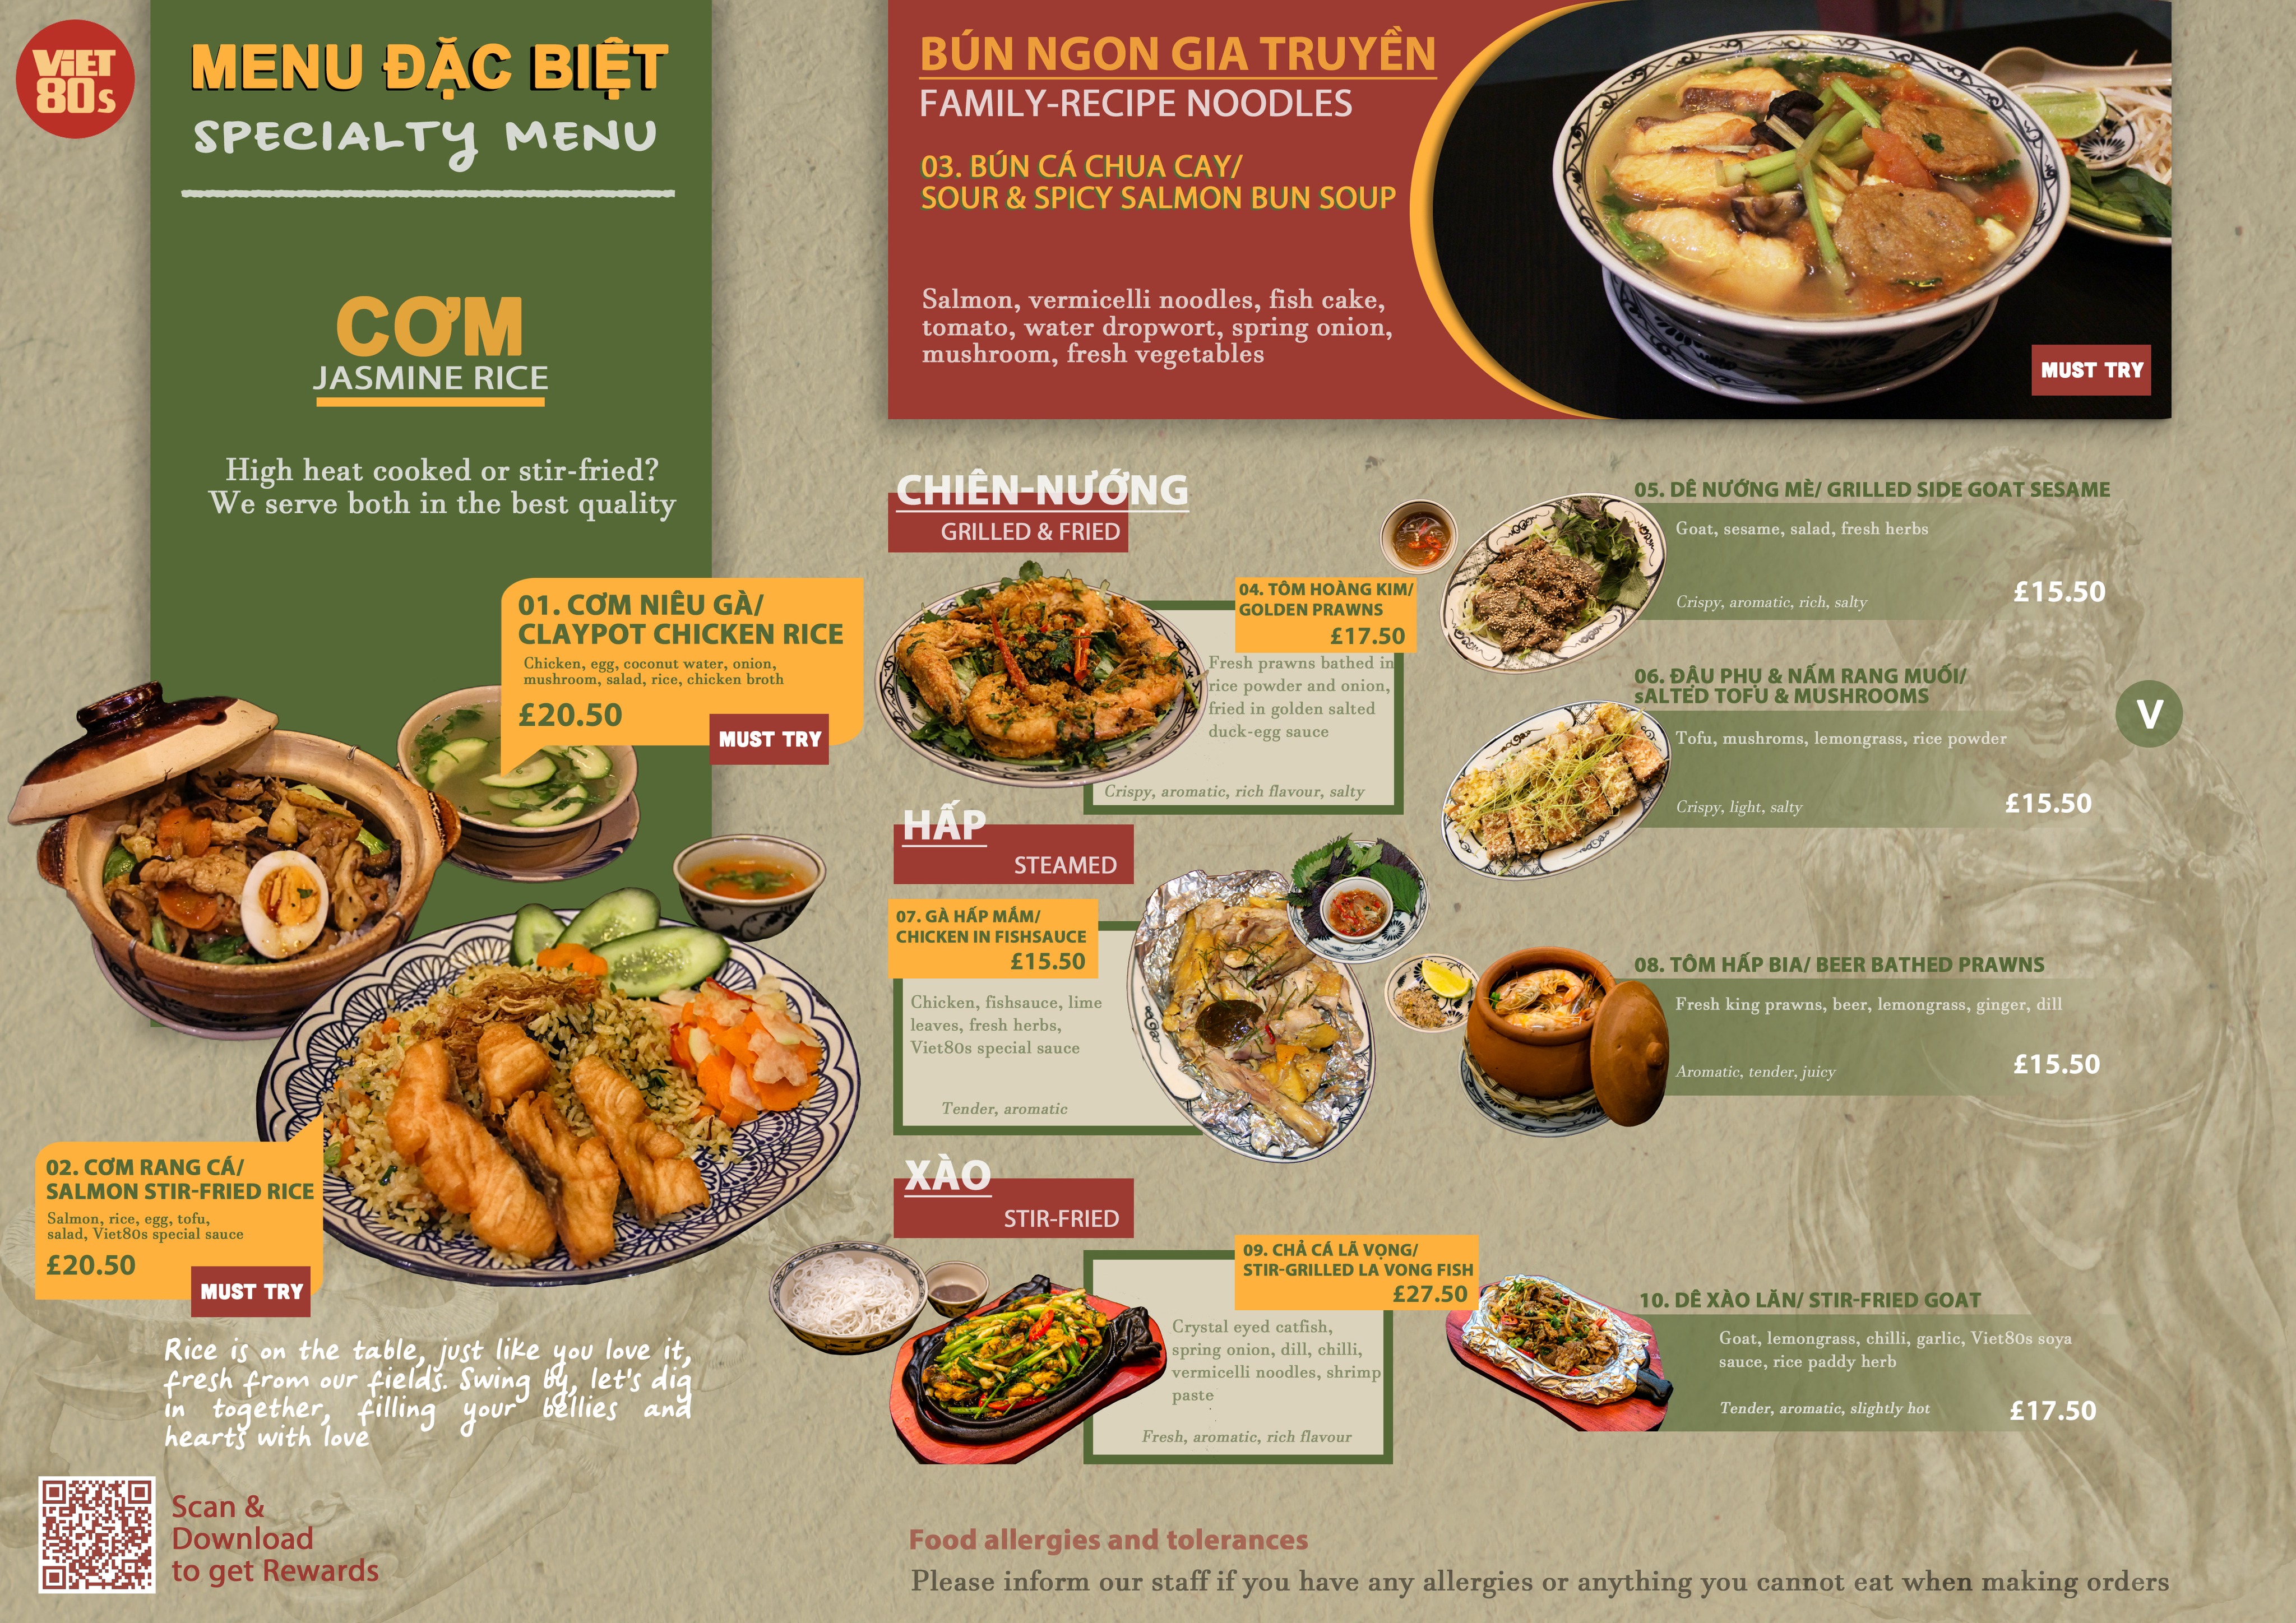 ViET
80s
MENU ĐẶC BIỆT
SPECIALTY MENU
CƠM
JASMINE RICE
High heat cooked or stir-fried?
We serve both in the best quality
01. CƠM NIÊU GÀ/
CLAYPOT CHICKEN RICE
Chicken, egg, coconut water, onion,
mushroom, salad, rice, chicken broth
£20.50
MUST TRY
02. CƠM RANG CÁ/
SALMON STIR-FRIED RICE
Salmon, rice, egg, tofu,
salad, Viet80s special sauce
£20.50
MUST TRY
Rice is on the table, just like you love it,
fresh from our fields. Swing by, let's dig
in together, filling your bellies and
hearts with love
Scan &
Download
to get Rewards
BÚN NGON GIA TRUYỀN
FAMILY-RECIPE NOODLES
03. BÚN CÁ CHUA CAY/
SOUR & SPICY SALMON BUN SOUP
Salmon, vermicelli noodles, fish cake,
tomato, water dropwort, spring onion,
mushroom, fresh vegetables
MUST TRY
CHIÊN-NƯỚNG
GRILLED & FRIED
04. TÔM HOÀNG KIM/
GOLDEN PRAWNS
£17.50
Fresh prawns bathed in
rice powder and onion,
fried in golden salted
duck-egg sauce
Crispy, aromatic, rich flavour, salty
05. DÊ NƯỚNG MÈ/ GRILLED SIDE GOAT SESAME
Goat, sesame, salad, fresh herbs
Crispy, aromatic, rich, salty
£15.50
06. ĐẬU PHỤ & NẤM RANG MUỐI/
sALTED TOFU & MUSHROOMS
V
Tofu, mushroms, lemongrass, rice powder
Crispy, light, salty
£15.50
HẤP
STEAMED
07. GÀ HẤP MẮM/
CHICKEN IN FISHSAUCE
£15.50
Chicken, fishsauce, lime
leaves, fresh herbs,
Viet80s special sauce
Tender, aromatic
08. TÔM HẤP BIA/ BEER BATHED PRAWNS
Fresh king prawns, beer, lemongrass, ginger, dill
Aromatic, tender, juicy
£15.50
XÀO
STIR-FRIED
09. CHẢ CÁ LÃ VỌNG/
STIR-GRILLED LA VONG FISH
£27.50
Crystal eyed catfish,
spring onion, dill, chilli,
vermicelli noodles, shrimp
paste
Fresh, aromatic, rich flavour
10. DÊ XÀO LĂN/ STIR-FRIED GOAT
Goat, lemongrass, chilli, garlic, Viet80s soya
sauce, rice paddy herb
Tender, aromatic, slightly hot
£17.50
Food allergies and tolerances
Please inform our staff if you have any allergies or anything you cannot eat when making orders